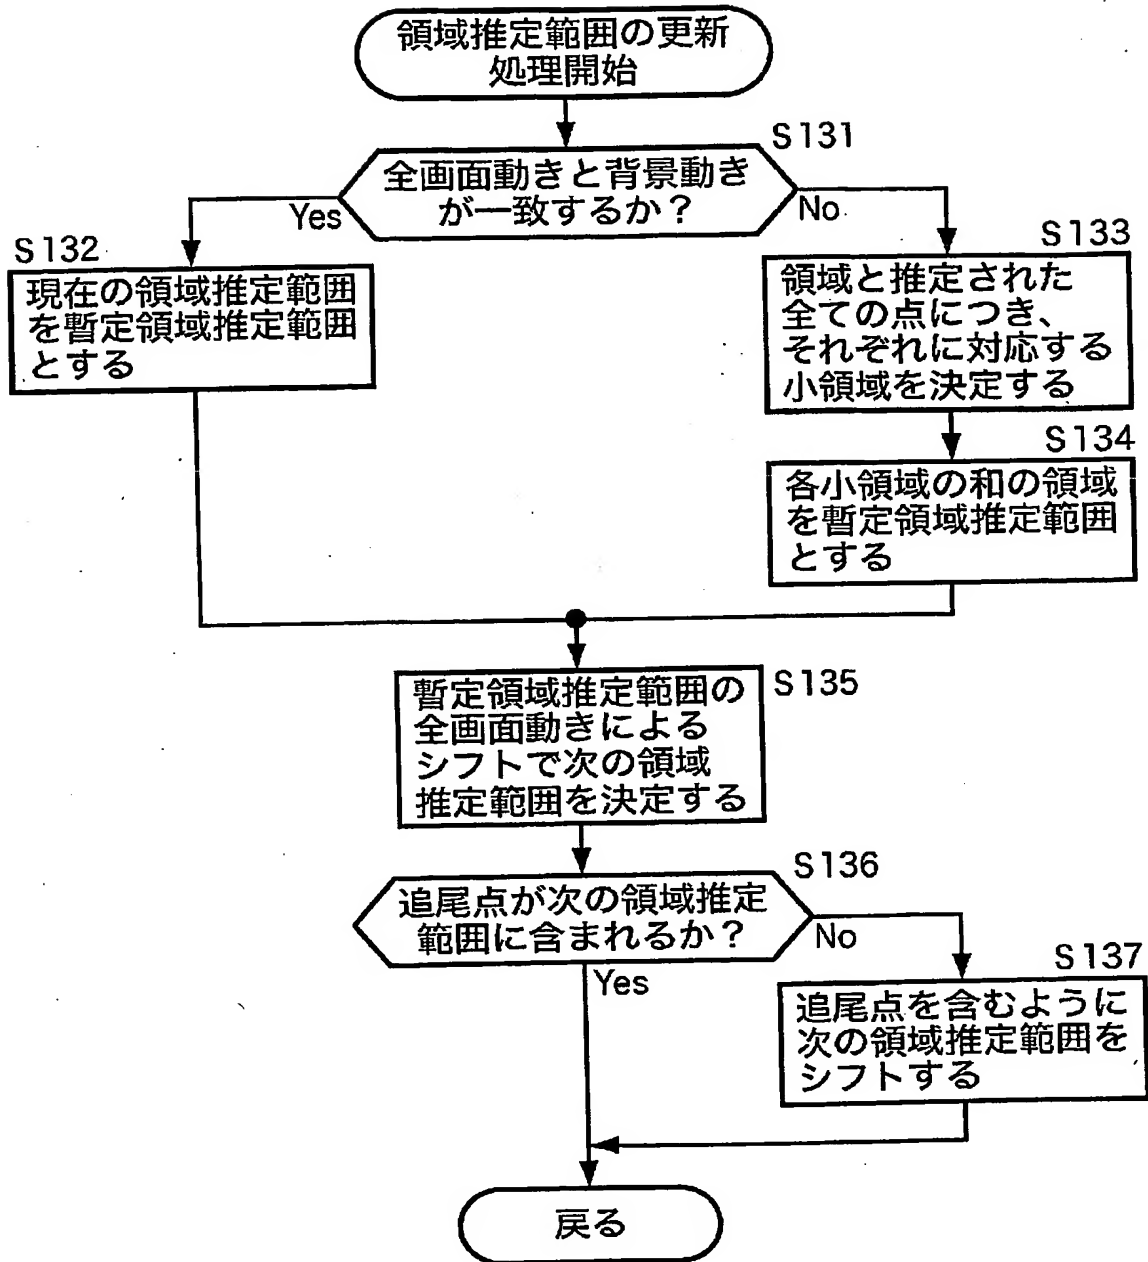 領域推定範囲の更新
処理開始
S131
全画面動きと背景動き
が一致するか？
Yes
No
S132
現在の領域推定範囲
を暫定領域推定範囲
とする
S133
領域と推定された
全ての点につき、
それぞれに対応する
小領域を決定する
S134
各小領域の和の領域
を暫定領域推定範囲
とする
S135
暫定領域推定範囲の
全画面動きによる
シフトで次の領域
推定範囲を決定する
S136
追尾点が次の領域推定
範囲に含まれるか？
No
Yes
S137
追尾点を含むように
次の領域推定範囲を
シフトする
戻る